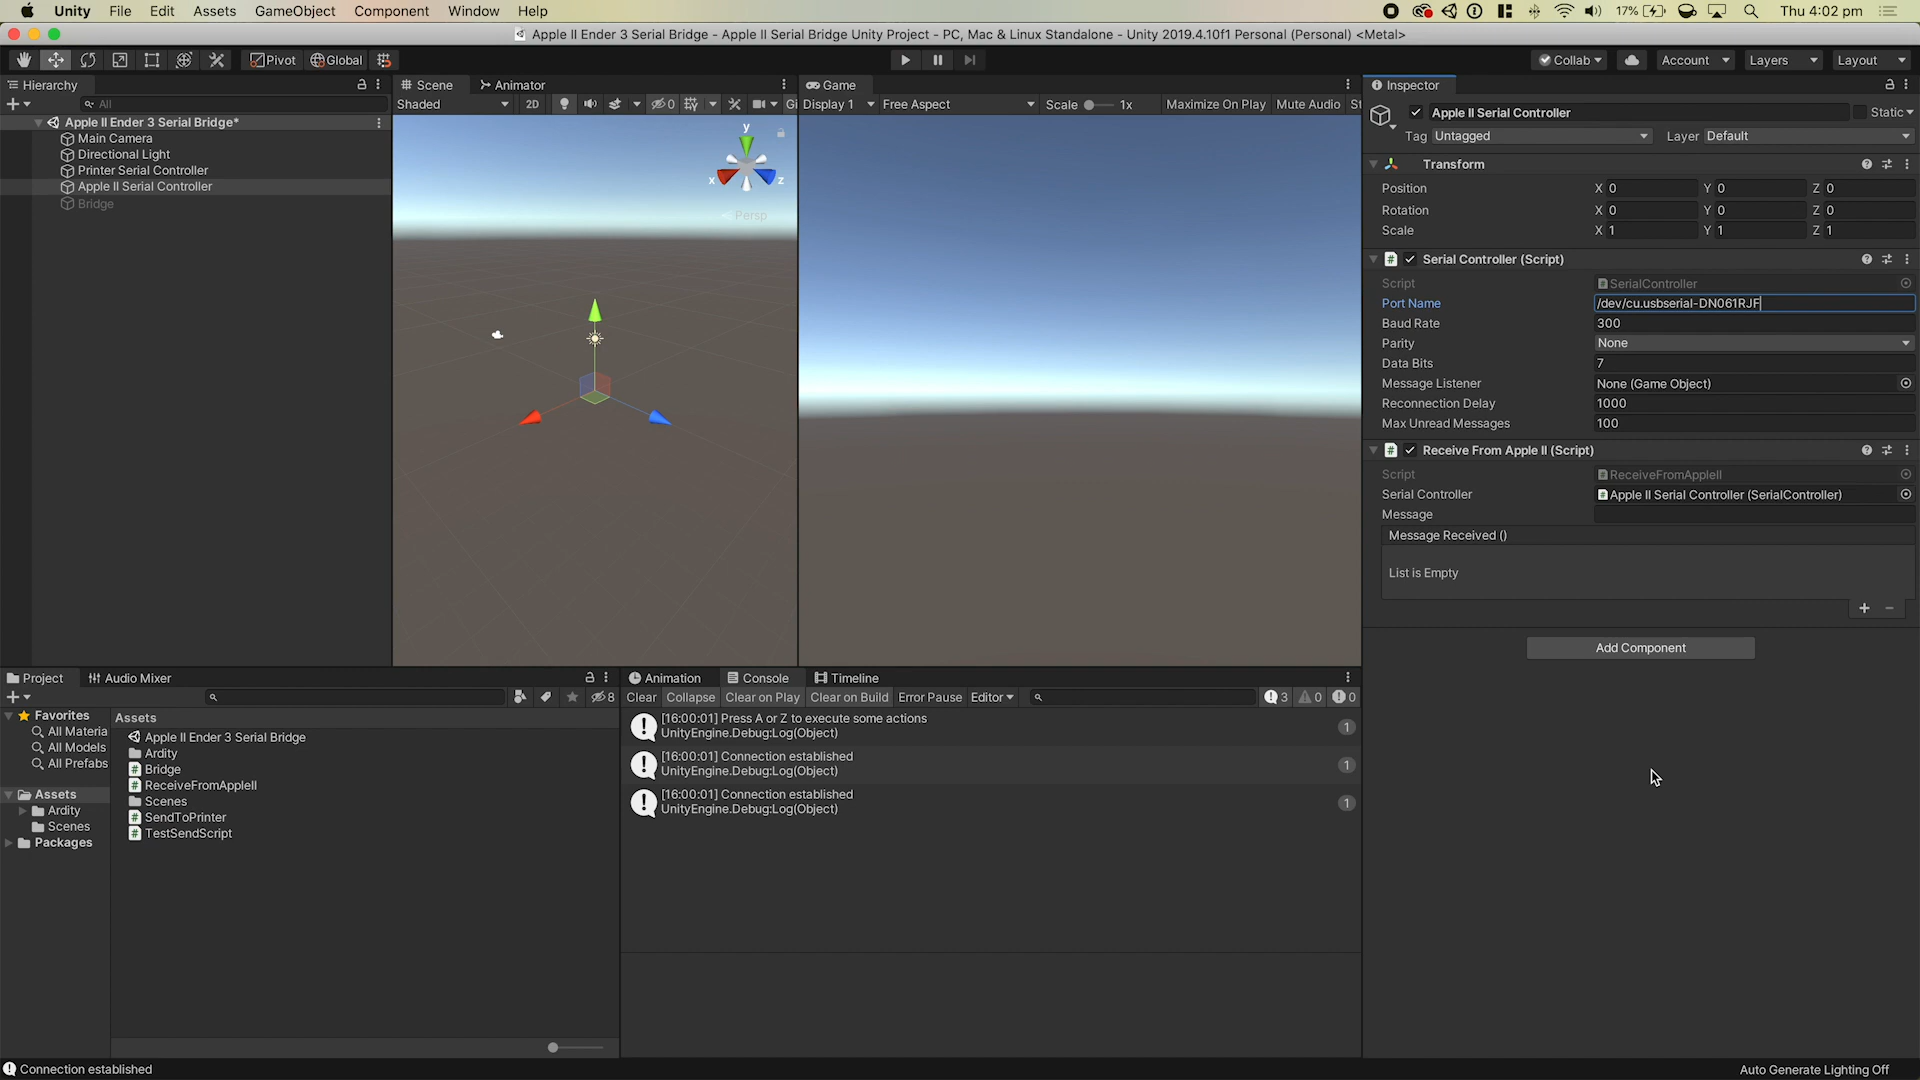 Unity File Edit Assets GameObject Component Window Help 17% Thu 4:02 pm
Apple II Ender 3 Serial Bridge - Apple II Serial Bridge Unity Project - PC, Mac & Linux Standalone - Unity 2019.4.10f1 Personal (Personal) <Metal>
Pivot Global Collab Account Layers Layout
Hierarchy Scene Animator Game Inspector
All
Shaded 2D 0 Gi Display 1 Free Aspect Scale 1x Maximize On Play Mute Audio St
Apple II Ender 3 Serial Bridge*
Main Camera
Directional Light
Printer Serial Controller
Apple II Serial Controller
Bridge
y
x z
Persp
Apple II Serial Controller Static
Tag Untagged Layer Default
Transform
Position X 0 Y 0 Z 0
Rotation X 0 Y 0 Z 0
Scale X 1 Y 1 Z 1
Serial Controller (Script)
Script SerialController
Port Name /dev/cu.usbserial-DN061RJF
Baud Rate 300
Parity None
Data Bits 7
Message Listener None (Game Object)
Reconnection Delay 1000
Max Unread Messages 100
Receive From Apple II (Script)
Script ReceiveFromAppleII
Serial Controller Apple II Serial Controller (SerialController)
Message
Message Received ()
List is Empty
Add Component
Project Audio Mixer
8
Favorites
All Materia
All Models
All Prefabs
Assets
Ardity
Scenes
Packages
Assets
Apple II Ender 3 Serial Bridge
Ardity
Bridge
ReceiveFromAppleII
Scenes
SendToPrinter
TestSendScript
Animation Console Timeline
Clear Collapse Clear on Play Clear on Build Error Pause Editor 3 0 0
[16:00:01] Press A or Z to execute some actions
UnityEngine.Debug:Log(Object)
1
[16:00:01] Connection established
UnityEngine.Debug:Log(Object)
1
[16:00:01] Connection established
UnityEngine.Debug:Log(Object)
1
Connection established
Auto Generate Lighting Off